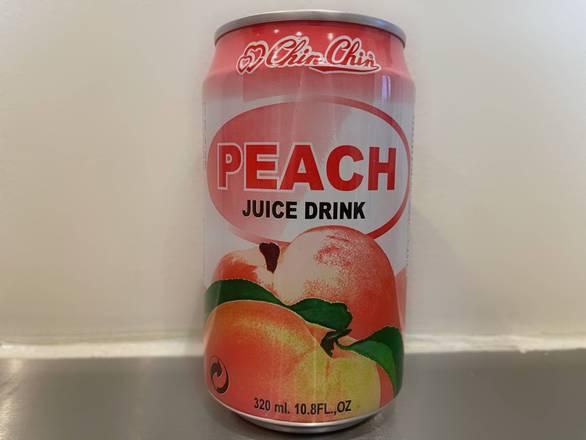 Chin Chin
PEACH
JUICE DRINK
320 ml. 10.8FL.,OZ